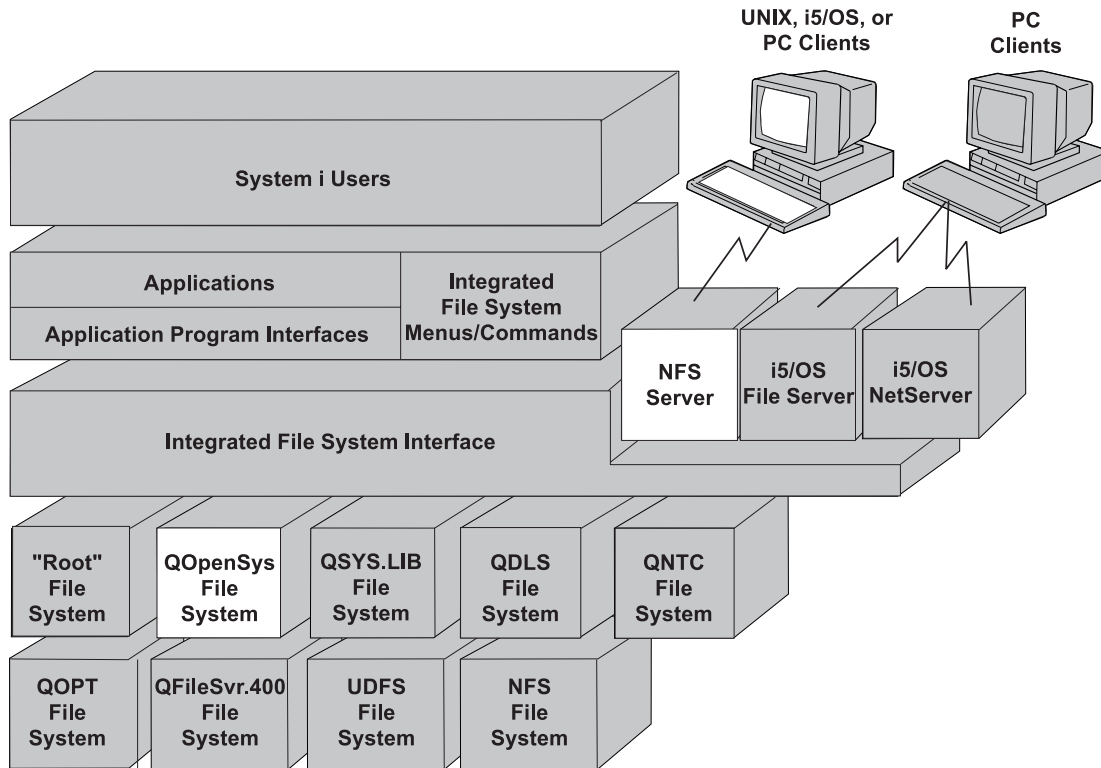 UNIX, i5/OS, or
PC Clients
PC
Clients
System i Users
Applications
Application Program Interfaces
Integrated
File System
Menus/Commands
NFS
Server
i5/OS
File Server
i5/OS
NetServer
Integrated File System Interface
"Root"
File
System
QOpenSys
File
System
QSYS.LIB
File
System
QDLS
File
System
QNTC
File
System
QOPT
File
System
QFileSvr.400
File
System
UDFS
File
System
NFS
File
System